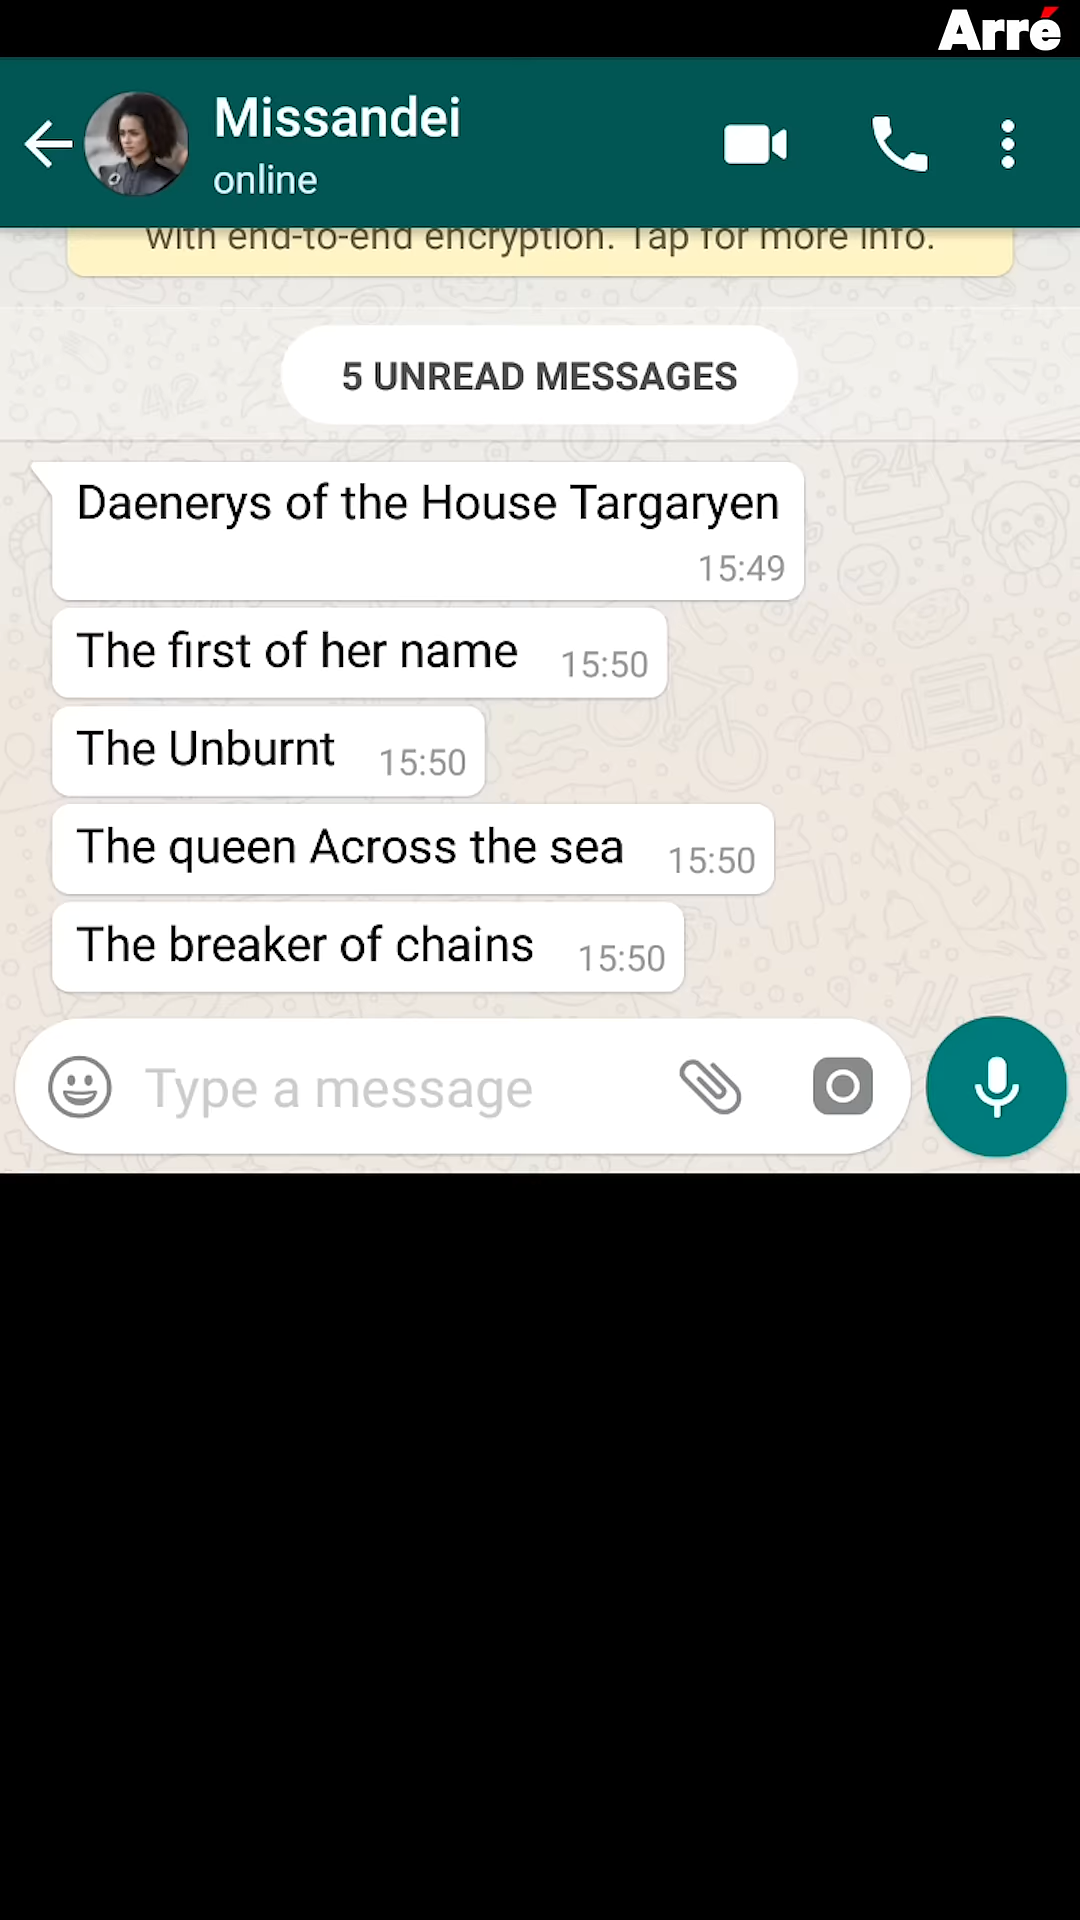 Arré
Missandei
online
with end-to-end encryption. Tap for more info.
5 UNREAD MESSAGES
Daenerys of the House Targaryen
15:49
The first of her name 15:50
The Unburnt 15:50
The queen Across the sea 15:50
The breaker of chains 15:50
Type a message